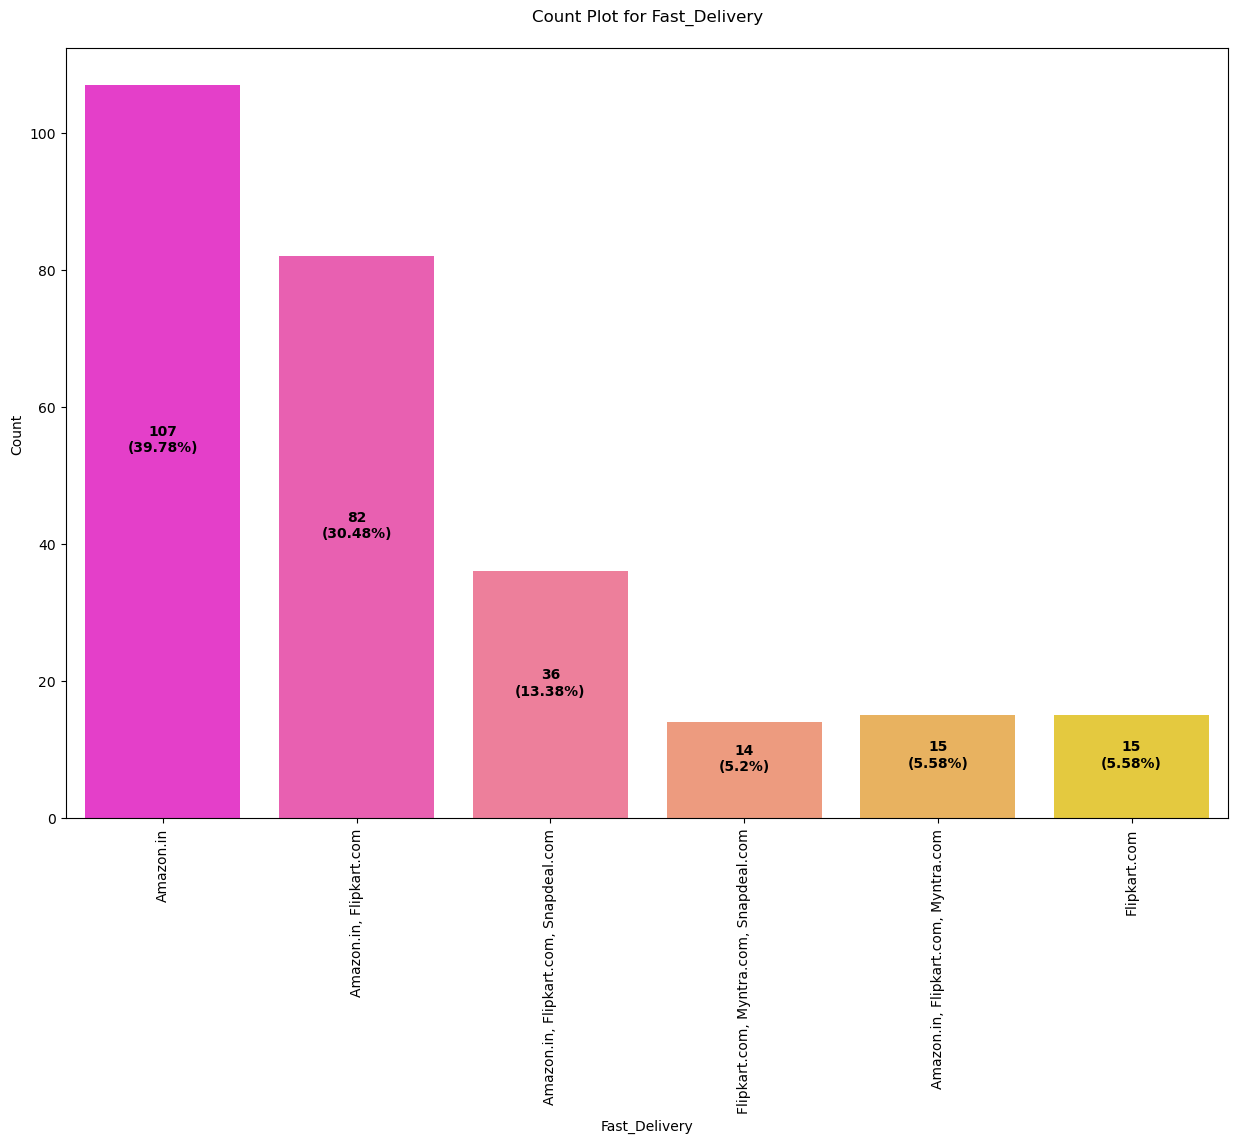 Count Plot for Fast_Delivery
Count
100
80
60
40
20
0
107
(39.78%)
82
(30.48%)
36
(13.38%)
14
(5.2%)
15
(5.58%)
15
(5.58%)
Amazon.in
Amazon.in, Flipkart.com
Amazon.in, Flipkart.com, Snapdeal.com
Flipkart.com, Myntra.com, Snapdeal.com
Amazon.in, Flipkart.com, Myntra.com
Flipkart.com
Fast_Delivery